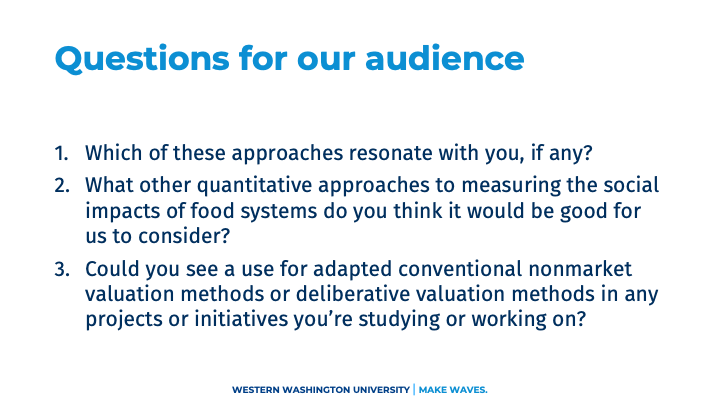 Questions for our audience
1. Which of these approaches resonate with you, if any?
2. What other quantitative approaches to measuring the social
impacts of food systems do you think it would be good for
us to consider?
3. Could you see a use for adapted conventional nonmarket
valuation methods or deliberative valuation methods in any
projects or initiatives you’re studying or working on?
WESTERN WASHINGTON UNIVERSITY | MAKE WAVES.